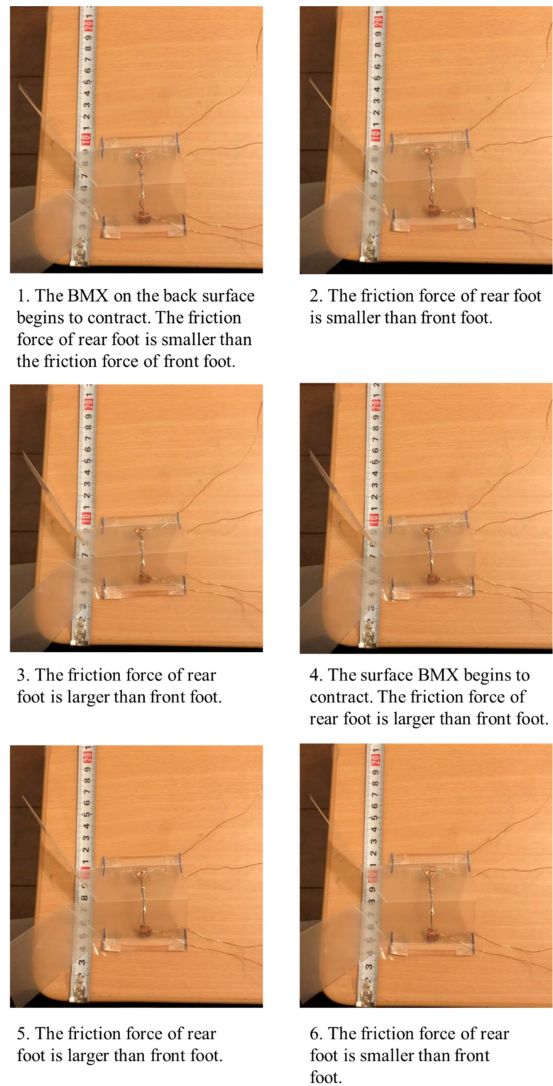 1. The BMX on the back surface
begins to contract. The friction
force of rear foot is smaller than
the friction force of front foot.
2. The friction force of rear foot
is smaller than front foot.
3. The friction force of rear
foot is larger than front foot.
4. The surface BMX begins to
contract. The friction force of
rear foot is larger than front foot.
5. The friction force of rear
foot is larger than front foot.
6. The friction force of rear
foot is smaller than front
foot.